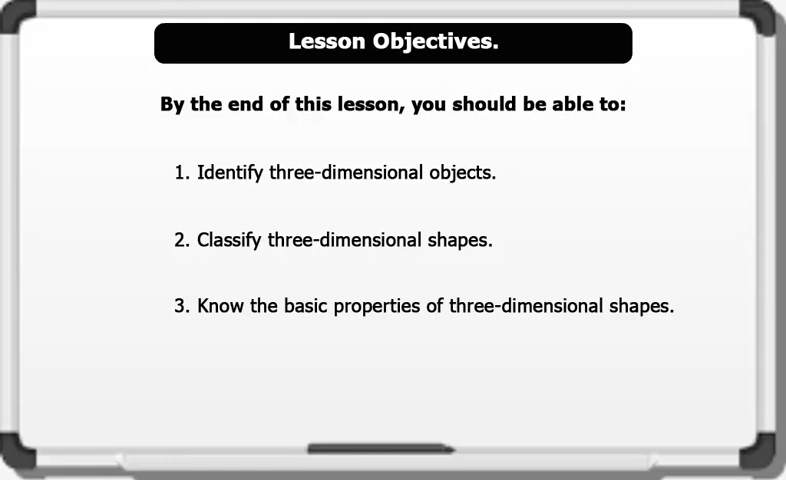 Lesson Objectives.
By the end of this lesson, you should be able to:
1. Identify three-dimensional objects.
2. Classify three-dimensional shapes.
3. Know the basic properties of three-dimensional shapes.